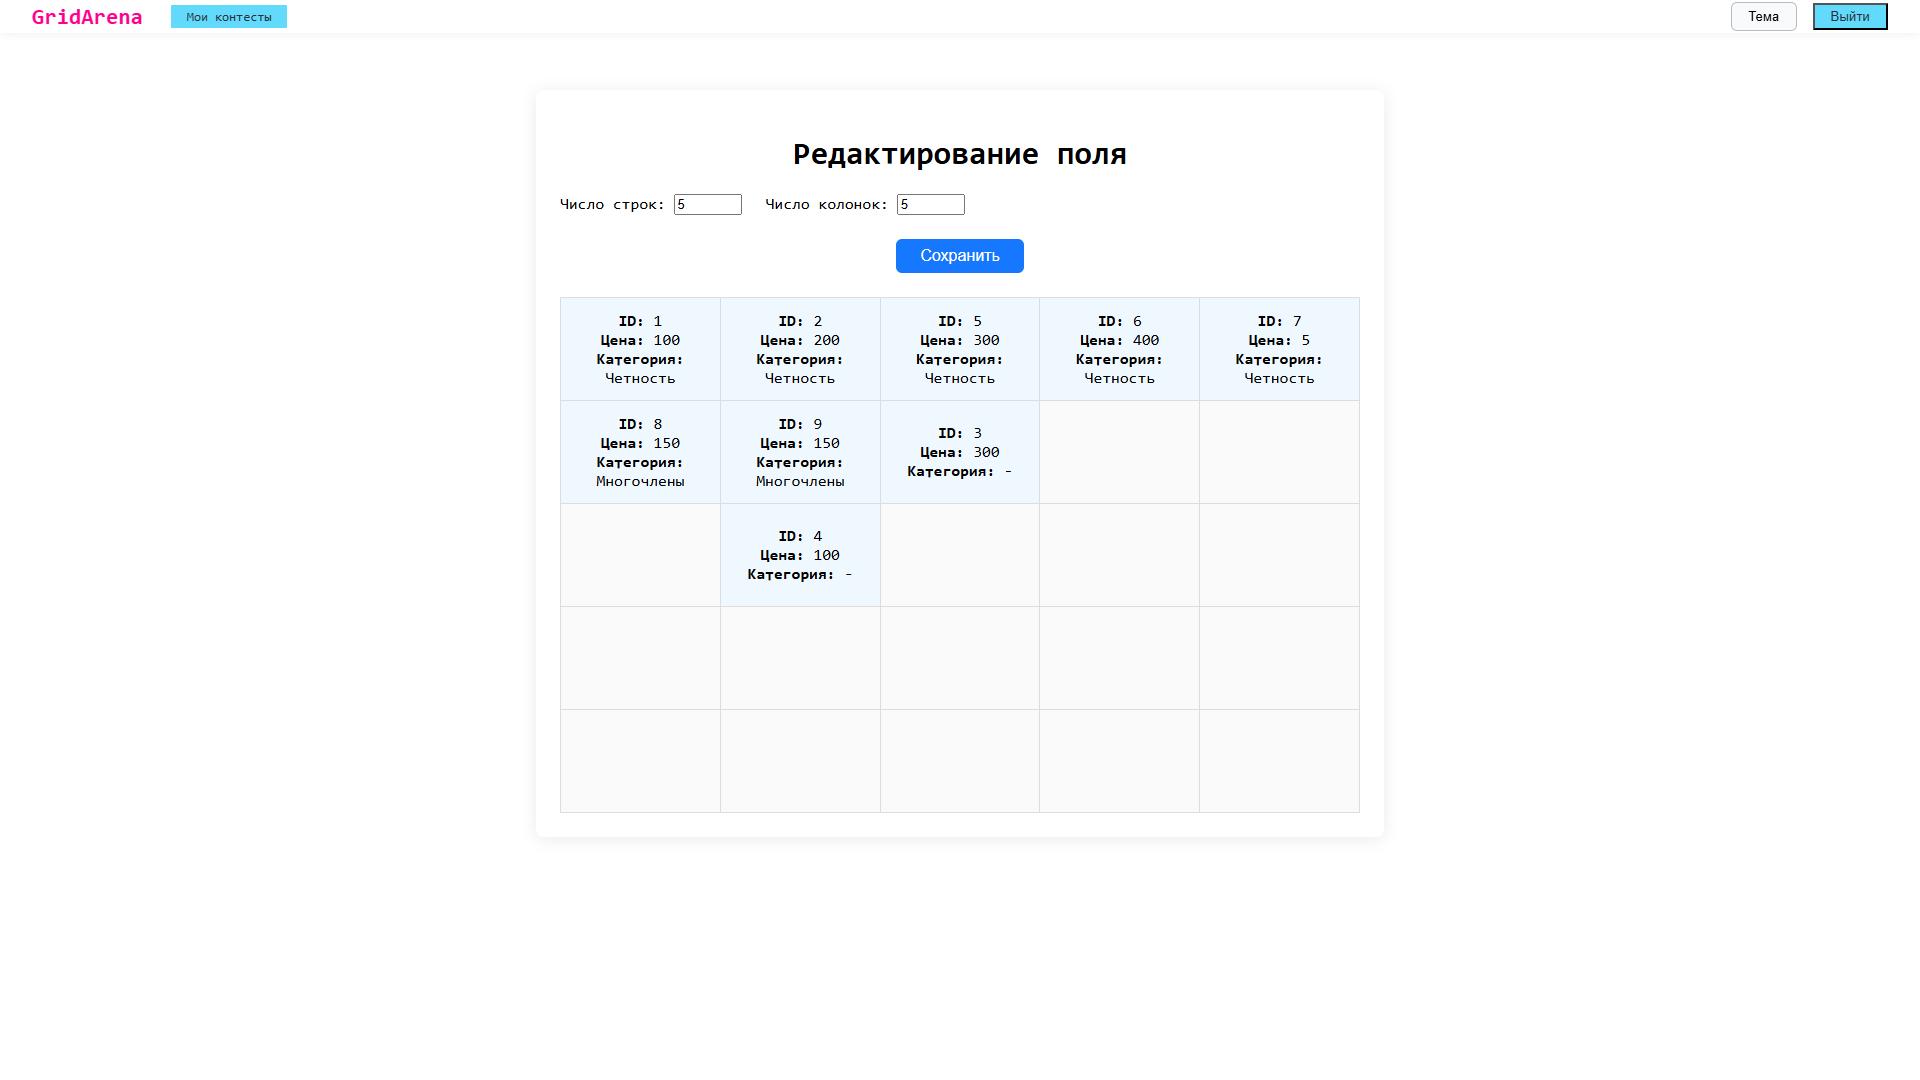 GridArena
Мои контесты
Тема
Выйти
Редактирование поля
Число строк: 5
Число колонок: 5
Сохранить
ID: 1
Цена: 100
Категория:
Четность
ID: 2
Цена: 200
Категория:
Четность
ID: 5
Цена: 300
Категория:
Четность
ID: 6
Цена: 400
Категория:
Четность
ID: 7
Цена: 5
Категория:
Четность
ID: 8
Цена: 150
Категория:
Многочлены
ID: 9
Цена: 150
Категория:
Многочлены
ID: 3
Цена: 300
Категория: -
ID: 4
Цена: 100
Категория: -